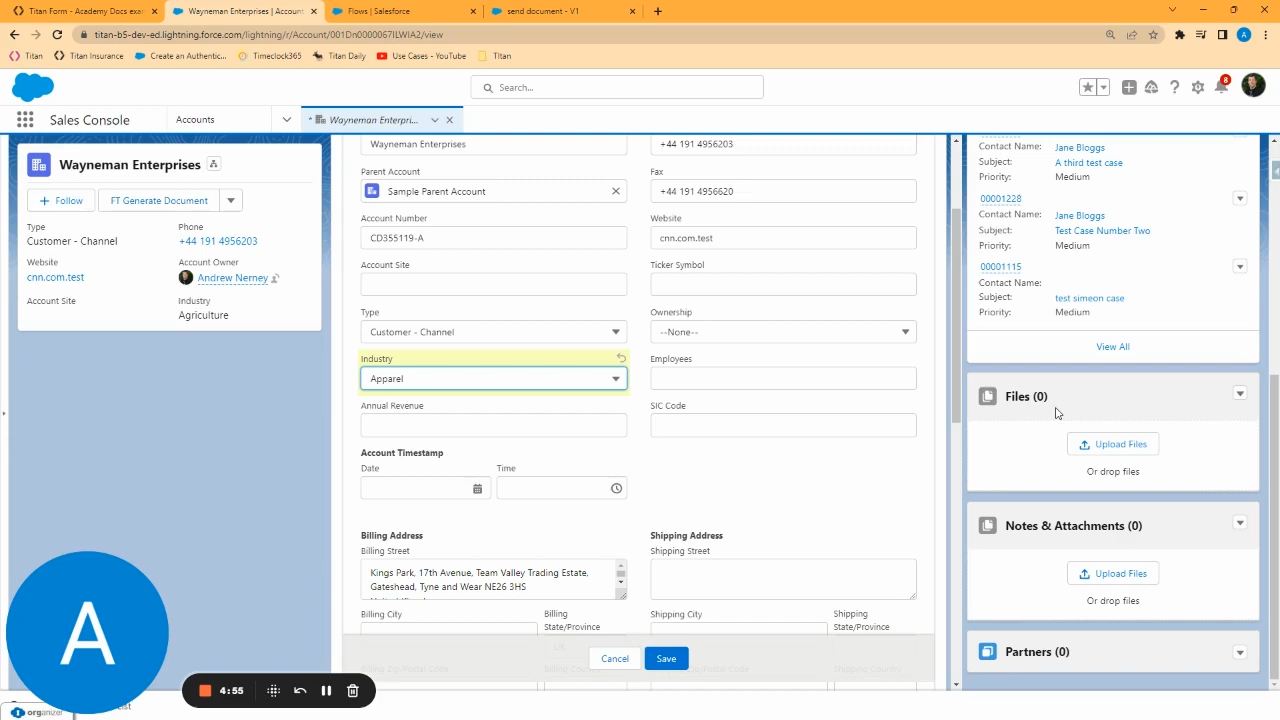 Titan Form - Academy Docs exa
Wayneman Enterprises | Account
Flows | Salesforce
send document - V1
titan-b5-dev-ed.lightning.force.com/lightning/r/Account/001Dn0000067ILWIA2/view
A
Titan
Titan Insurance
Create an Authentic...
Timeclock365
Titan Daily
Use Cases - YouTube
TItan
Search...
8
Sales Console
Accounts
* Wayneman Enterpri...
Wayneman Enterprises
Follow
FT Generate Document
Type
Customer - Channel
Phone
+44 191 4956203
Website
cnn.com.test
Account Owner
Andrew Nerney
Account Site
Industry
Agriculture
Wayneman Enterprises
+44 191 4956203
Parent Account
Sample Parent Account
Fax
+44 191 4956620
Account Number
CD355119-A
Website
cnn.com.test
Account Site
Ticker Symbol
Type
Customer - Channel
Ownership
--None--
Industry
Apparel
Employees
Annual Revenue
SIC Code
Account Timestamp
Date
Time
Billing Address
Billing Street
Kings Park, 17th Avenue, Team Valley Trading Estate,
Gateshead, Tyne and Wear NE26 3HS
Shipping Address
Shipping Street
Billing City
Billing
State/Province
UK
Shipping City
Shipping
State/Province
Cancel
Save
Contact Name:
Jane Bloggs
Subject:
A third test case
Priority:
Medium
00001228
Contact Name:
Jane Bloggs
Subject:
Test Case Number Two
Priority:
Medium
00001115
Contact Name:
Subject:
test simeon case
Priority:
Medium
View All
Files (0)
Upload Files
Or drop files
Notes & Attachments (0)
Upload Files
Or drop files
Partners (0)
A
4:55
organizer